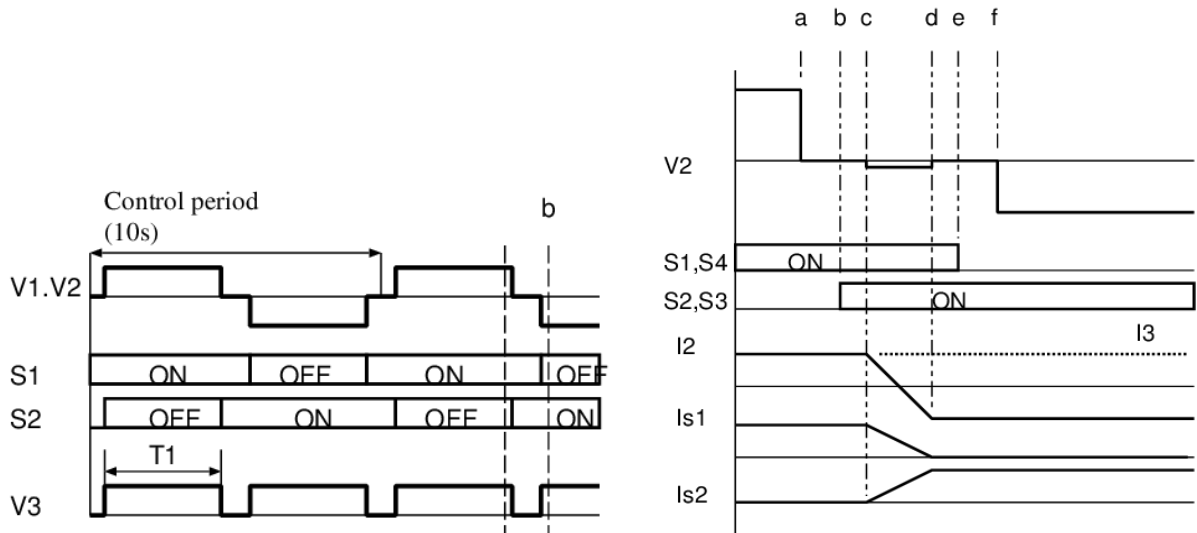 Control period
(10s)
b
V1.V2
S1
ON
OFF
ON
OFF
S2
OFF
ON
OFF
ON
T1
V3
a
b
c
d
e
f
V2
S1,S4
ON
S2,S3
ON
I2
I3
Is1
Is2